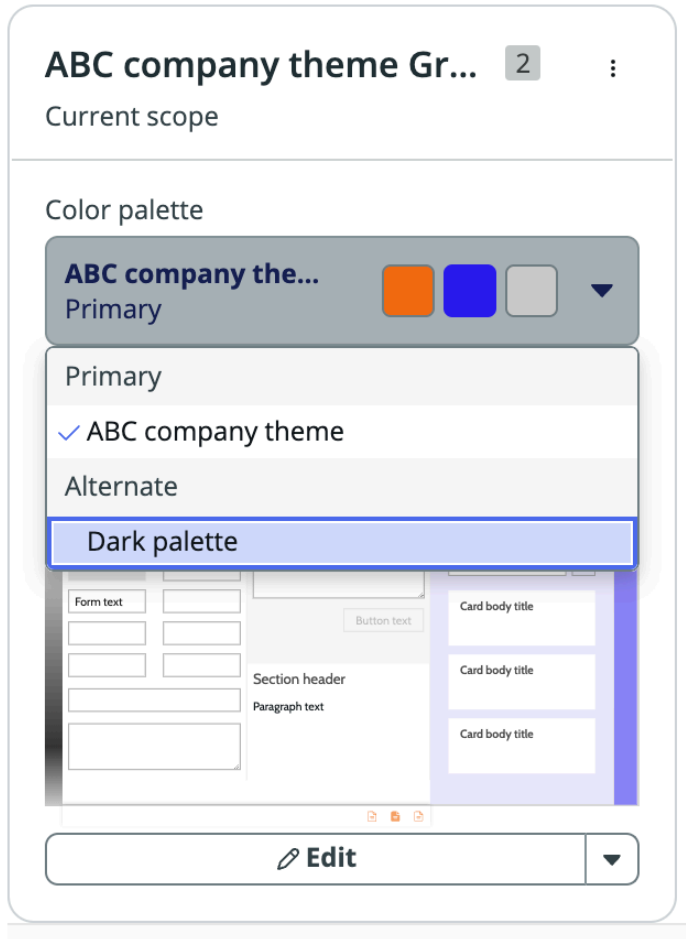 ABC company theme Gr... 2
Current scope
Color palette
ABC company the...
Primary
Primary
ABC company theme
Alternate
Dark palette
Form text
Button text
Section header
Paragraph text
Card body title
Card body title
Card body title
Edit